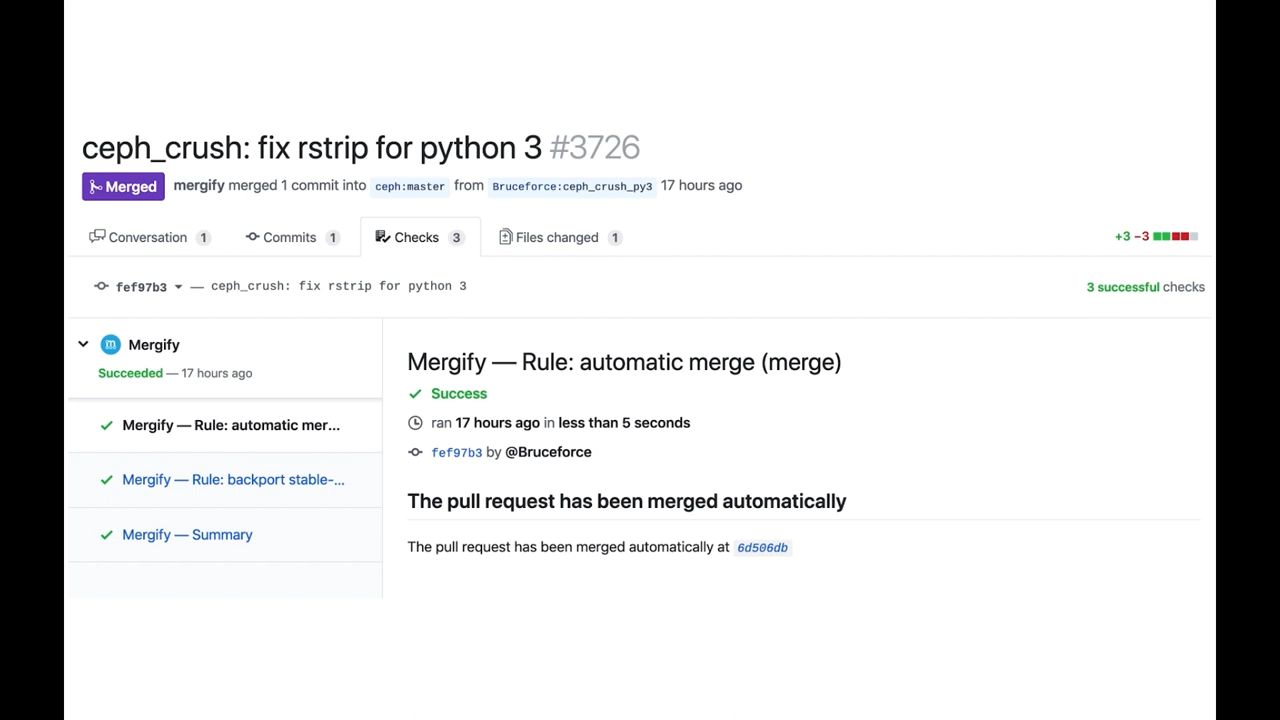 ceph_crush: fix rstrip for python 3 #3726
Merged mergify merged 1 commit into ceph:master from Bruceforce:ceph_crush_py3 17 hours ago
Conversation 1 Commits 1 Checks 3 Files changed 1 +3 −3
fef97b3 — ceph_crush: fix rstrip for python 3 3 successful checks
Mergify
Succeeded — 17 hours ago
Mergify — Rule: automatic mer...
Mergify — Rule: backport stable-...
Mergify — Summary
Mergify — Rule: automatic merge (merge)
Success
ran 17 hours ago in less than 5 seconds
fef97b3 by @Bruceforce
The pull request has been merged automatically
The pull request has been merged automatically at 6d506db